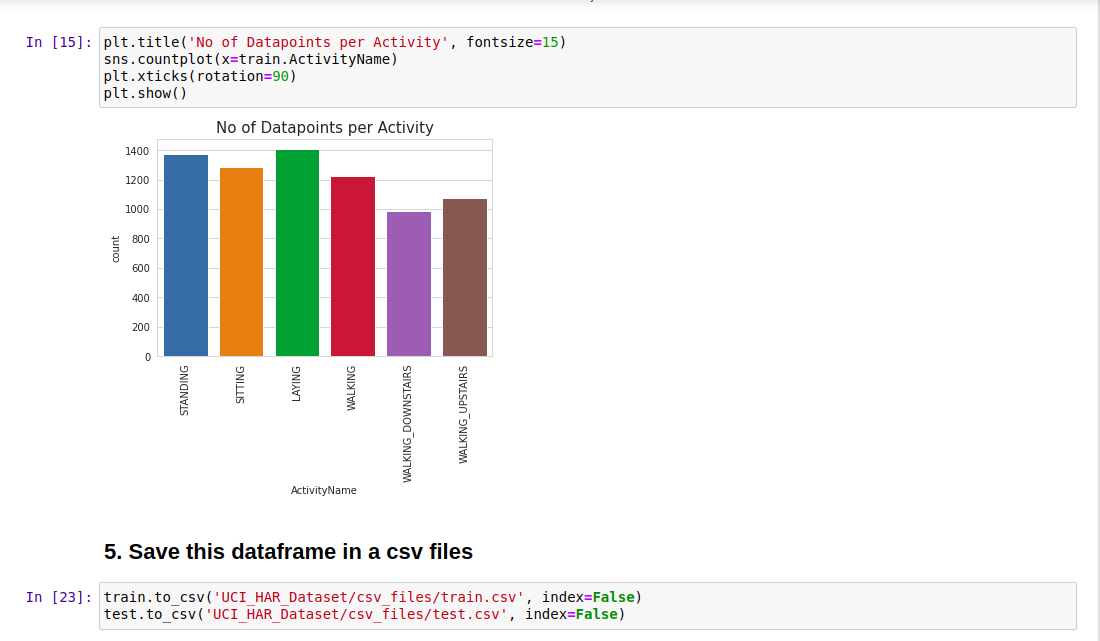 In [15]: plt.title('No of Datapoints per Activity', fontsize=15)
sns.countplot(x=train.ActivityName)
plt.xticks(rotation=90)
plt.show()
No of Datapoints per Activity
1400
1200
1000
800
600
400
200
0
count
STANDING
SITTING
LAYING
WALKING
WALKING_DOWNSTAIRS
WALKING_UPSTAIRS
ActivityName
5. Save this dataframe in a csv files
In [23]: train.to_csv('UCI_HAR_Dataset/csv_files/train.csv', index=False)
test.to_csv('UCI_HAR_Dataset/csv_files/test.csv', index=False)